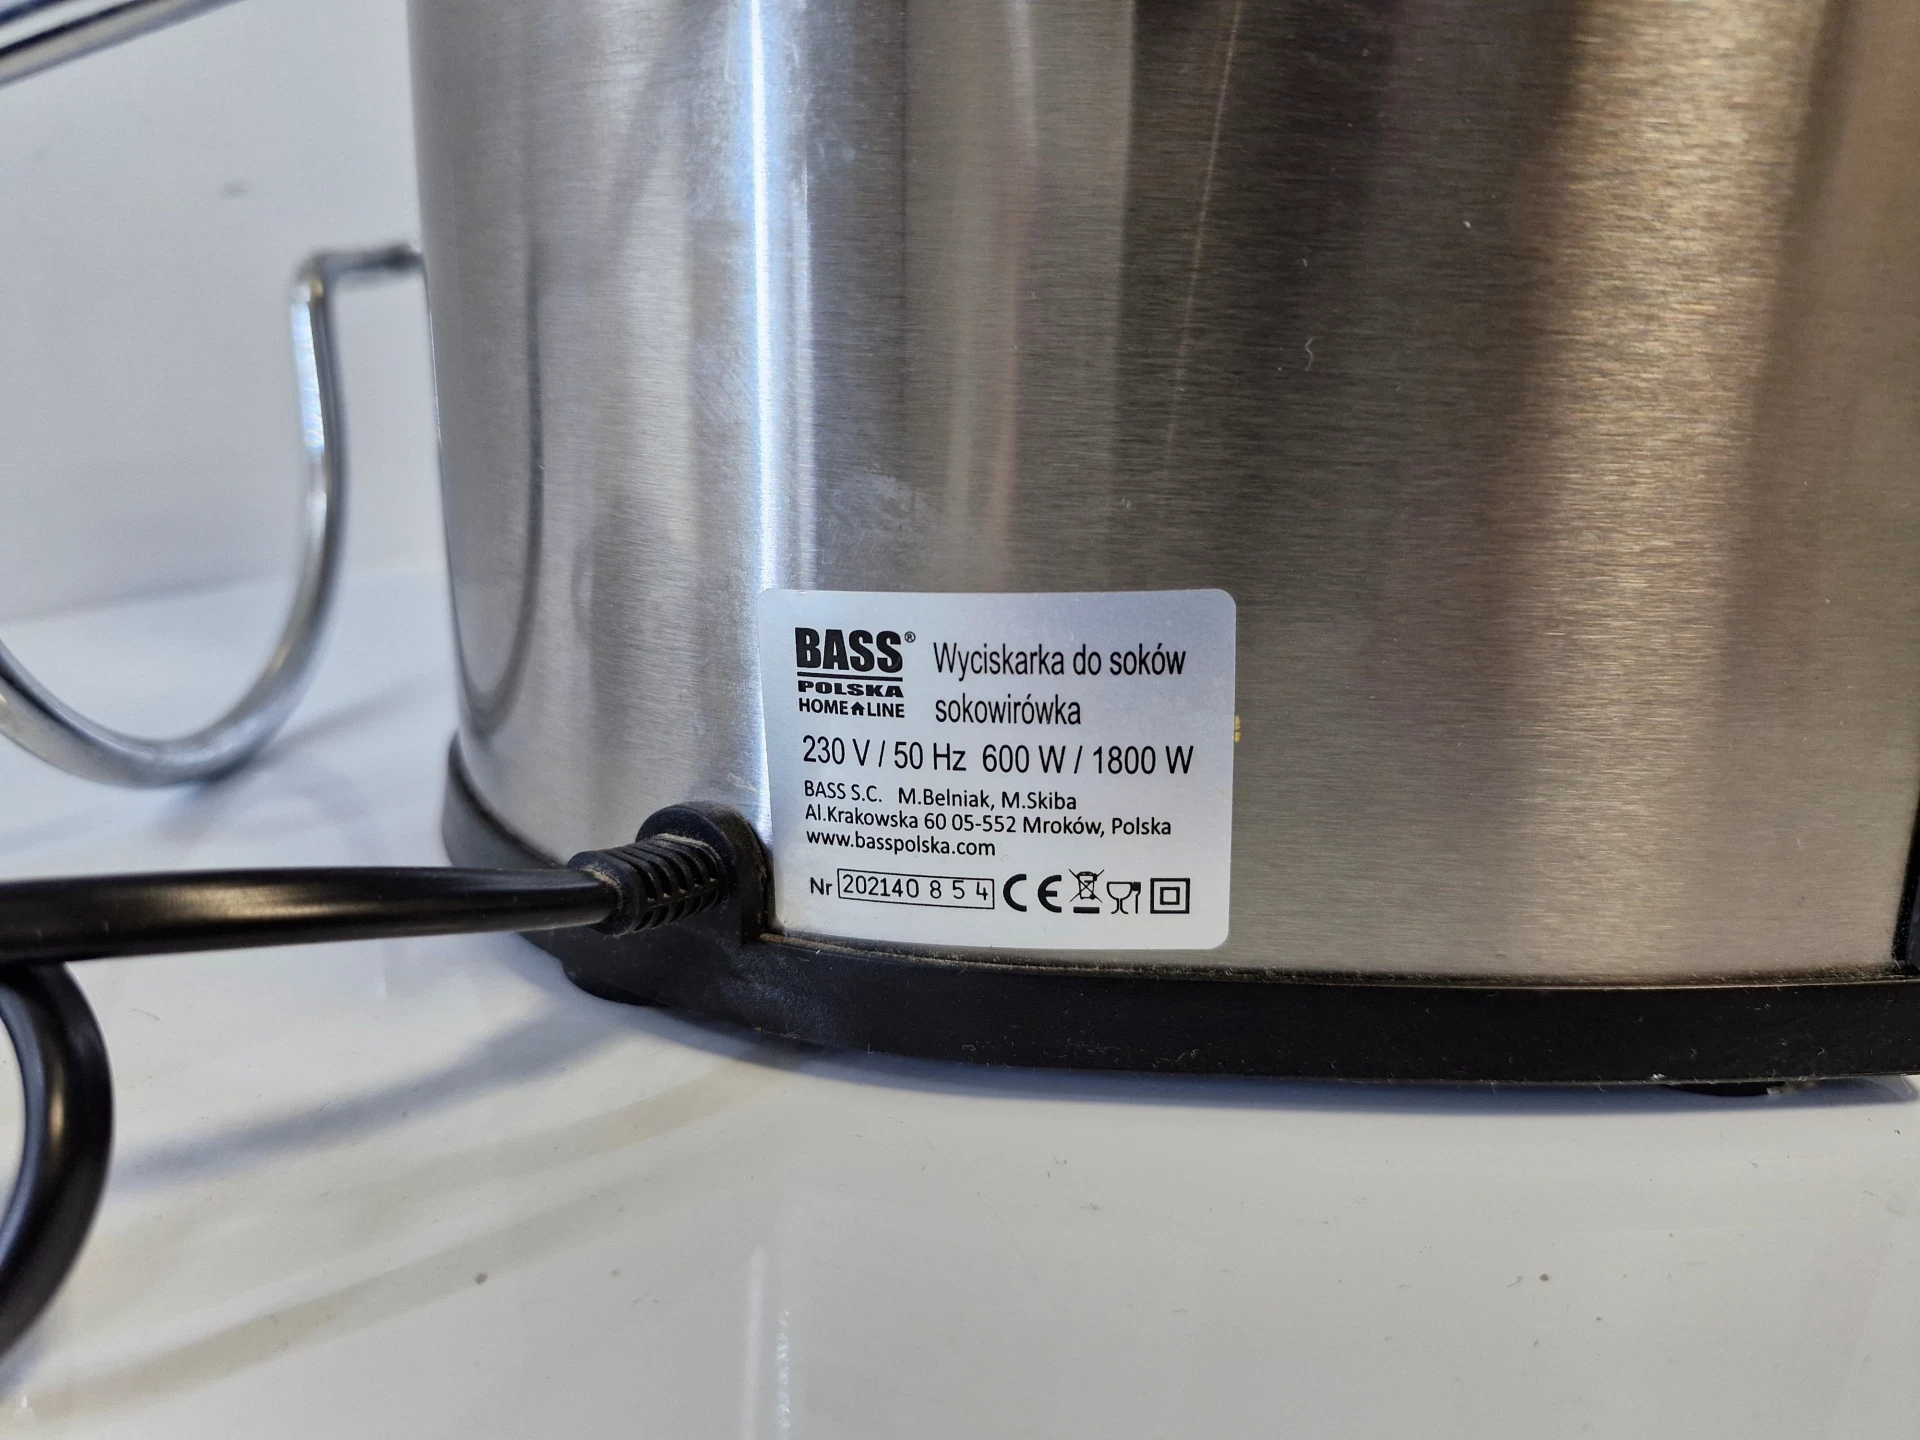 BASS®
POLSKA
HOME LINE
Wyciskarka do soków
sokowirówka
230 V / 50 Hz 600 W / 1800 W
BASS S.C. M.Belniak, M.Skiba
Al.Krakowska 60 05-552 Mroków, Polska
www.basspolska.com
Nr 202140 8 5 4 CE